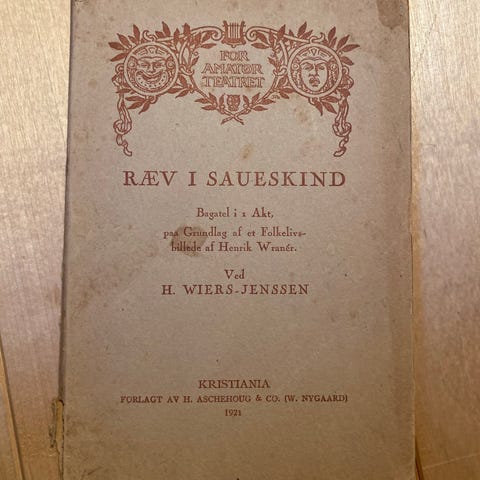 FOR
AMATØR
TEATRET
RÆV I SAUESKIND
Bagatel i 1 Akt,
paa Grundlag af et Folkelivs-
billede af Henrik Wranér.
Ved
H. WIERS-JENSSEN
KRISTIANIA
FORLAGT AV H. ASCHEHOUG & CO. (W. NYGAARD)
1921